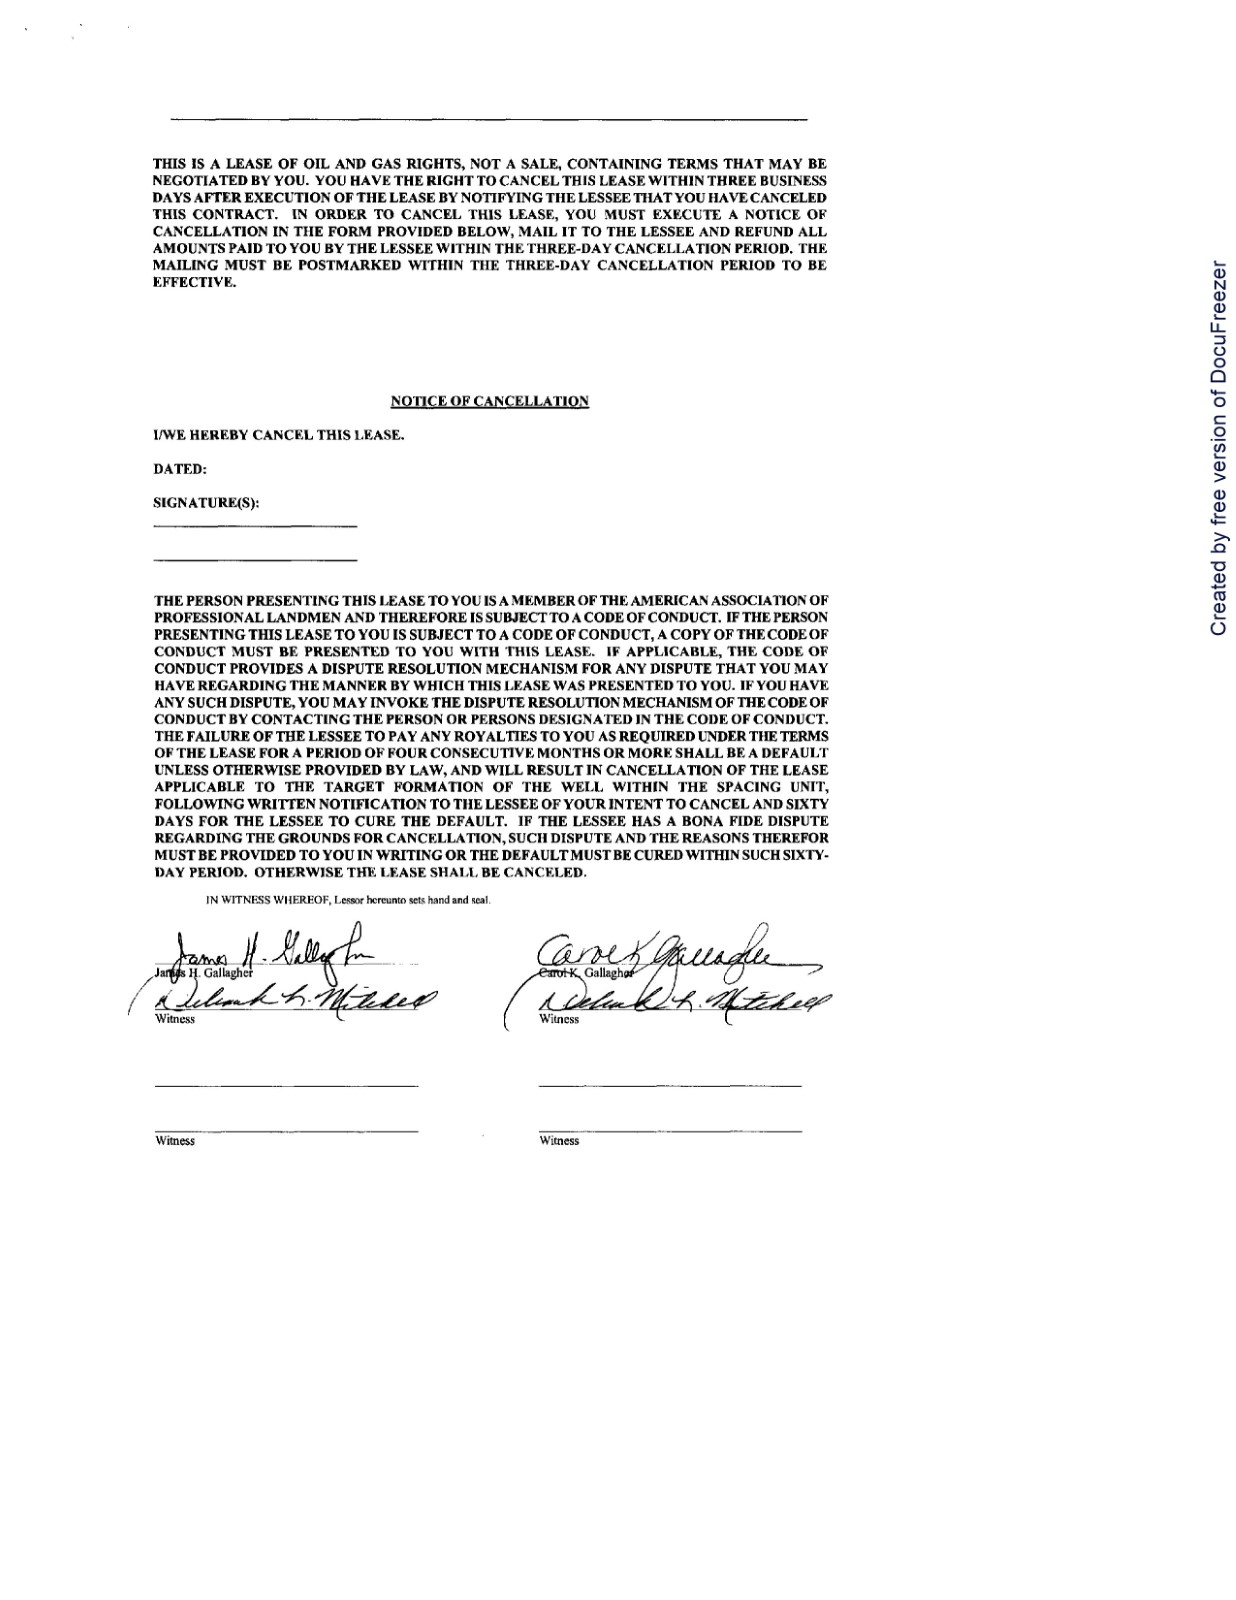 THIS IS A LEASE OF OIL AND GAS RIGHTS, NOT A SALE, CONTAINING TERMS THAT MAY BE
NEGOTIATED BY YOU. YOU HAVE THE RIGHT TO CANCEL THIS LEASE WITHIN THREE BUSINESS
DAYS AFTER EXECUTION OF THE LEASE BY NOTIFYING THE LESSEE THAT YOU HAVE CANCELED
THIS CONTRACT. IN ORDER TO CANCEL THIS LEASE, YOU MUST EXECUTE A NOTICE OF
CANCELLATION IN THE FORM PROVIDED BELOW, MAIL IT TO THE LESSEE AND REFUND ALL
AMOUNTS PAID TO YOU BY THE LESSEE WITHIN THE THREE-DAY CANCELLATION PERIOD. THE
MAILING MUST BE POSTMARKED WITHIN THE THREE-DAY CANCELLATION PERIOD TO BE
EFFECTIVE.
NOTICE OF CANCELLATION
I/WE HEREBY CANCEL THIS LEASE.
DATED:
SIGNATURE(S):
THE PERSON PRESENTING THIS LEASE TO YOU IS A MEMBER OF THE AMERICAN ASSOCIATION OF
PROFESSIONAL LANDMEN AND THEREFORE IS SUBJECT TO A CODE OF CONDUCT. IF THE PERSON
PRESENTING THIS LEASE TO YOU IS SUBJECT TO A CODE OF CONDUCT, A COPY OF THE CODE OF
CONDUCT MUST BE PRESENTED TO YOU WITH THIS LEASE. IF APPLICABLE, THE CODE OF
CONDUCT PROVIDES A DISPUTE RESOLUTION MECHANISM FOR ANY DISPUTE THAT YOU MAY
HAVE REGARDING THE MANNER BY WHICH THIS LEASE WAS PRESENTED TO YOU. IF YOU HAVE
ANY SUCH DISPUTE, YOU MAY INVOKE THE DISPUTE RESOLUTION MECHANISM OF THE CODE OF
CONDUCT BY CONTACTING THE PERSON OR PERSONS DESIGNATED IN THE CODE OF CONDUCT.
THE FAILURE OF THE LESSEE TO PAY ANY ROYALTIES TO YOU AS REQUIRED UNDER THE TERMS
OF THE LEASE FOR A PERIOD OF FOUR CONSECUTIVE MONTHS OR MORE SHALL BE A DEFAULT
UNLESS OTHERWISE PROVIDED BY LAW, AND WILL RESULT IN CANCELLATION OF THE LEASE
APPLICABLE TO THE TARGET FORMATION OF THE WELL WITHIN THE SPACING UNIT,
FOLLOWING WRITTEN NOTIFICATION TO THE LESSEE OF YOUR INTENT TO CANCEL AND SIXTY
DAYS FOR THE LESSEE TO CURE THE DEFAULT. IF THE LESSEE HAS A BONA FIDE DISPUTE
REGARDING THE GROUNDS FOR CANCELLATION, SUCH DISPUTE AND THE REASONS THEREFOR
MUST BE PROVIDED TO YOU IN WRITING OR THE DEFAULT MUST BE CURED WITHIN SUCH SIXTY-
DAY PERIOD. OTHERWISE THE LEASE SHALL BE CANCELED.
IN WITNESS WHEREOF, Lessor hereunto sets hand and seal.
James H. Gallagher Carol K Gallagher
James H. Gallagher Carol K. Gallagher
L. Mitchell L. Mitchell
Witness Witness
Witness Witness
Created by free version of DocuFreezer